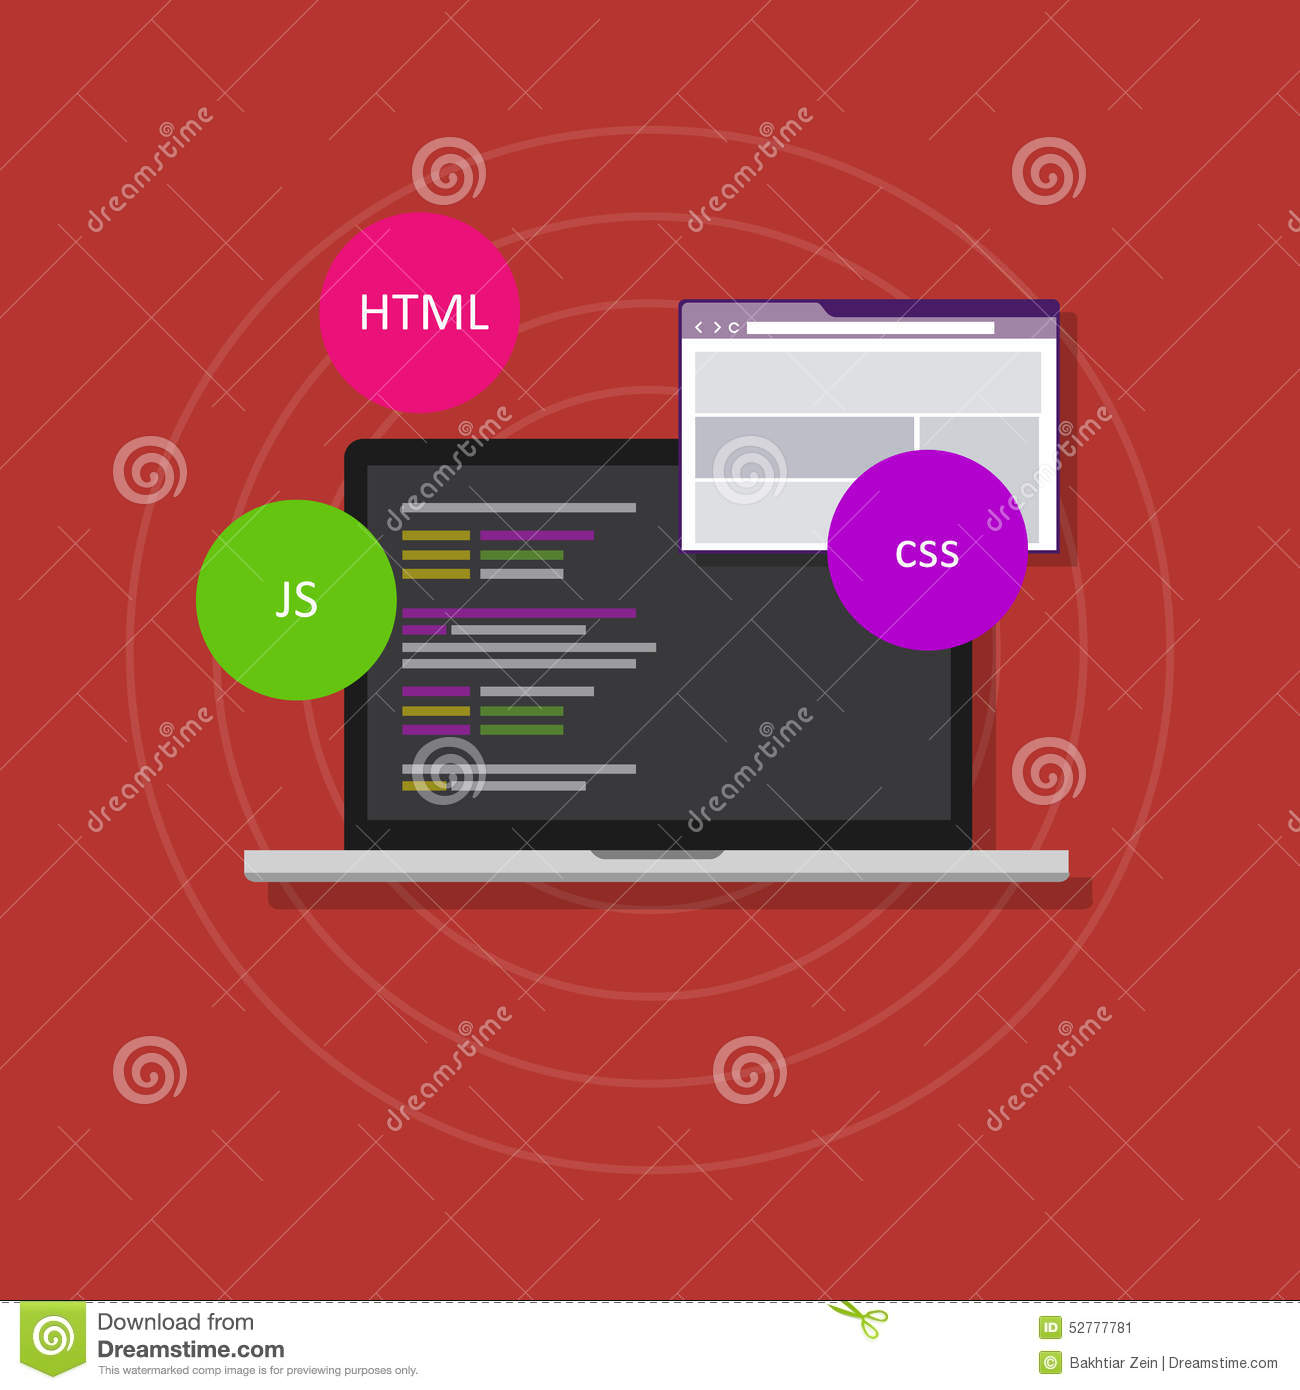 HTML
JS
CSS
dreamstime
dreamstime
dreamstime
dreamstime
dreamstime
dreamstime
dreamstime
dreamstime
Download from
Dreamstime.com
This watermarked comp image is for previewing purposes only.
ID 52777781
© Bakhtiar Zein | Dreamstime.com